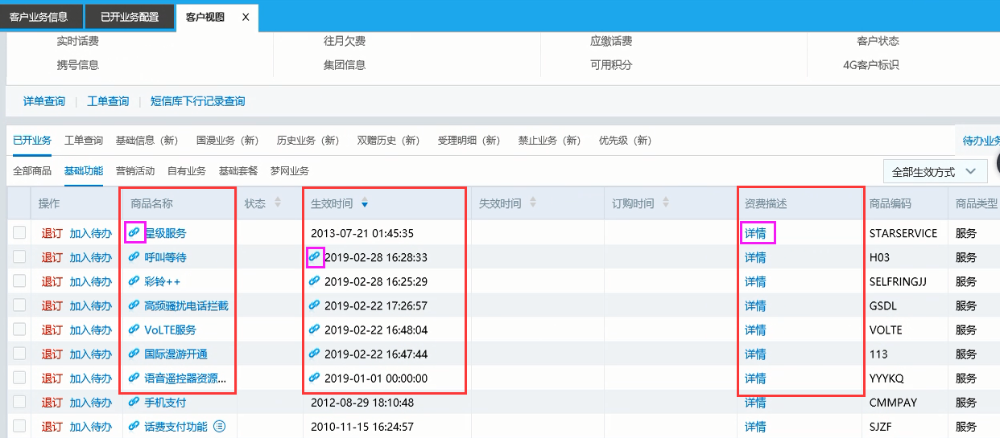 客户业务信息 已开业务配置 客户视图 X
实时话费 往月欠费 应缴话费 客户状态
携号信息 集团信息 可用积分 4G客户标识
详单查询 工单查询 短信库下行记录查询
已开业务 工单查询 基础信息（新） 国漫业务（新） 历史业务（新） 双赠历史（新） 受理明细（新） 禁止业务（新） 优先级（新） 待办业务
全部商品 基础功能 营销活动 自有业务 基础套餐 梦网业务 全部生效方式
操作 商品名称 状态 生效时间 失效时间 订购时间 资费描述 商品编码 商品类型
退订 加入待办 星级服务 2013-07-21 01:45:35 详情 STARSERVICE 服务
退订 加入待办 呼叫等待 2019-02-28 16:28:33 详情 H03 服务
退订 加入待办 彩铃++ 2019-02-28 16:25:29 详情 SELFRINGJJ 服务
退订 加入待办 高频骚扰电话拦截 2019-02-22 17:26:57 详情 GSDL 服务
退订 加入待办 VoLTE服务 2019-02-22 16:48:04 详情 VOLTE 服务
退订 加入待办 国际漫游开通 2019-02-22 16:47:44 详情 113 服务
退订 加入待办 语音遥控器资源... 2019-01-01 00:00:00 详情 YYYKQ 服务
退订 加入待办 手机支付 2012-08-29 18:10:48 详情 CMMPAY 服务
退订 加入待办 话费支付功能 2010-11-15 16:24:57 详情 SJZF 服务